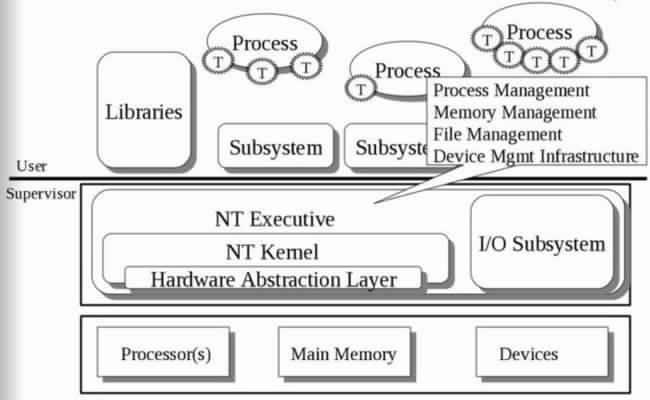 Process
T
T
T
Process
T
Process
T
T
T
T
T
Libraries
Process Management
Memory Management
File Management
Device Mgmt Infrastructure
Subsystem
Subsyste
User
Supervisor
NT Executive
NT Kernel
Hardware Abstraction Layer
I/O Subsystem
Processor(s)
Main Memory
Devices